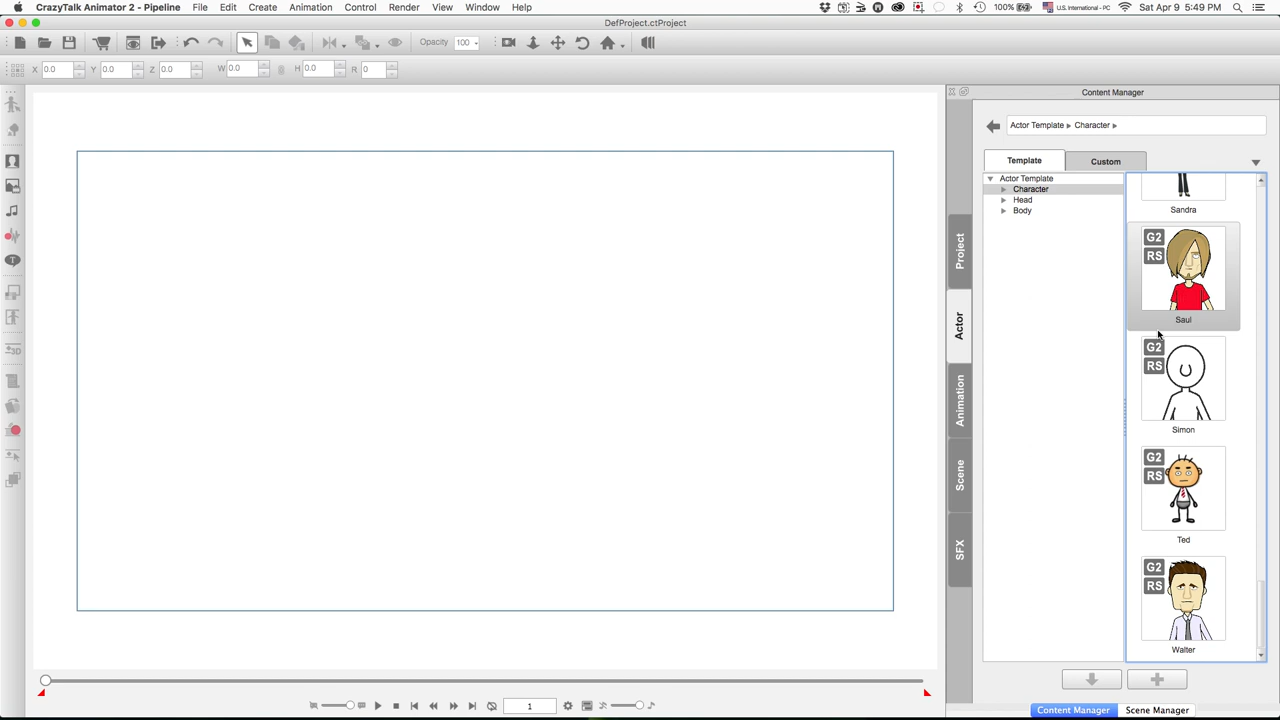 CrazyTalk Animator 2 - Pipeline File Edit Create Animation Control Render View Window Help 100% U.S. International - PC Sat Apr 9 5:49 PM
DefProject.ctProject
Opacity 100
X 0.0 Y 0.0 Z 0.0 W 0.0 H 0.0 R 0
Content Manager
Actor Template Character
Template Custom
Actor Template
Character
Head
Body
Project
Actor
Animation
Scene
SFX
Sandra
G2
RS
Saul
G2
RS
Simon
G2
RS
Ted
G2
RS
Walter
1
Content Manager Scene Manager